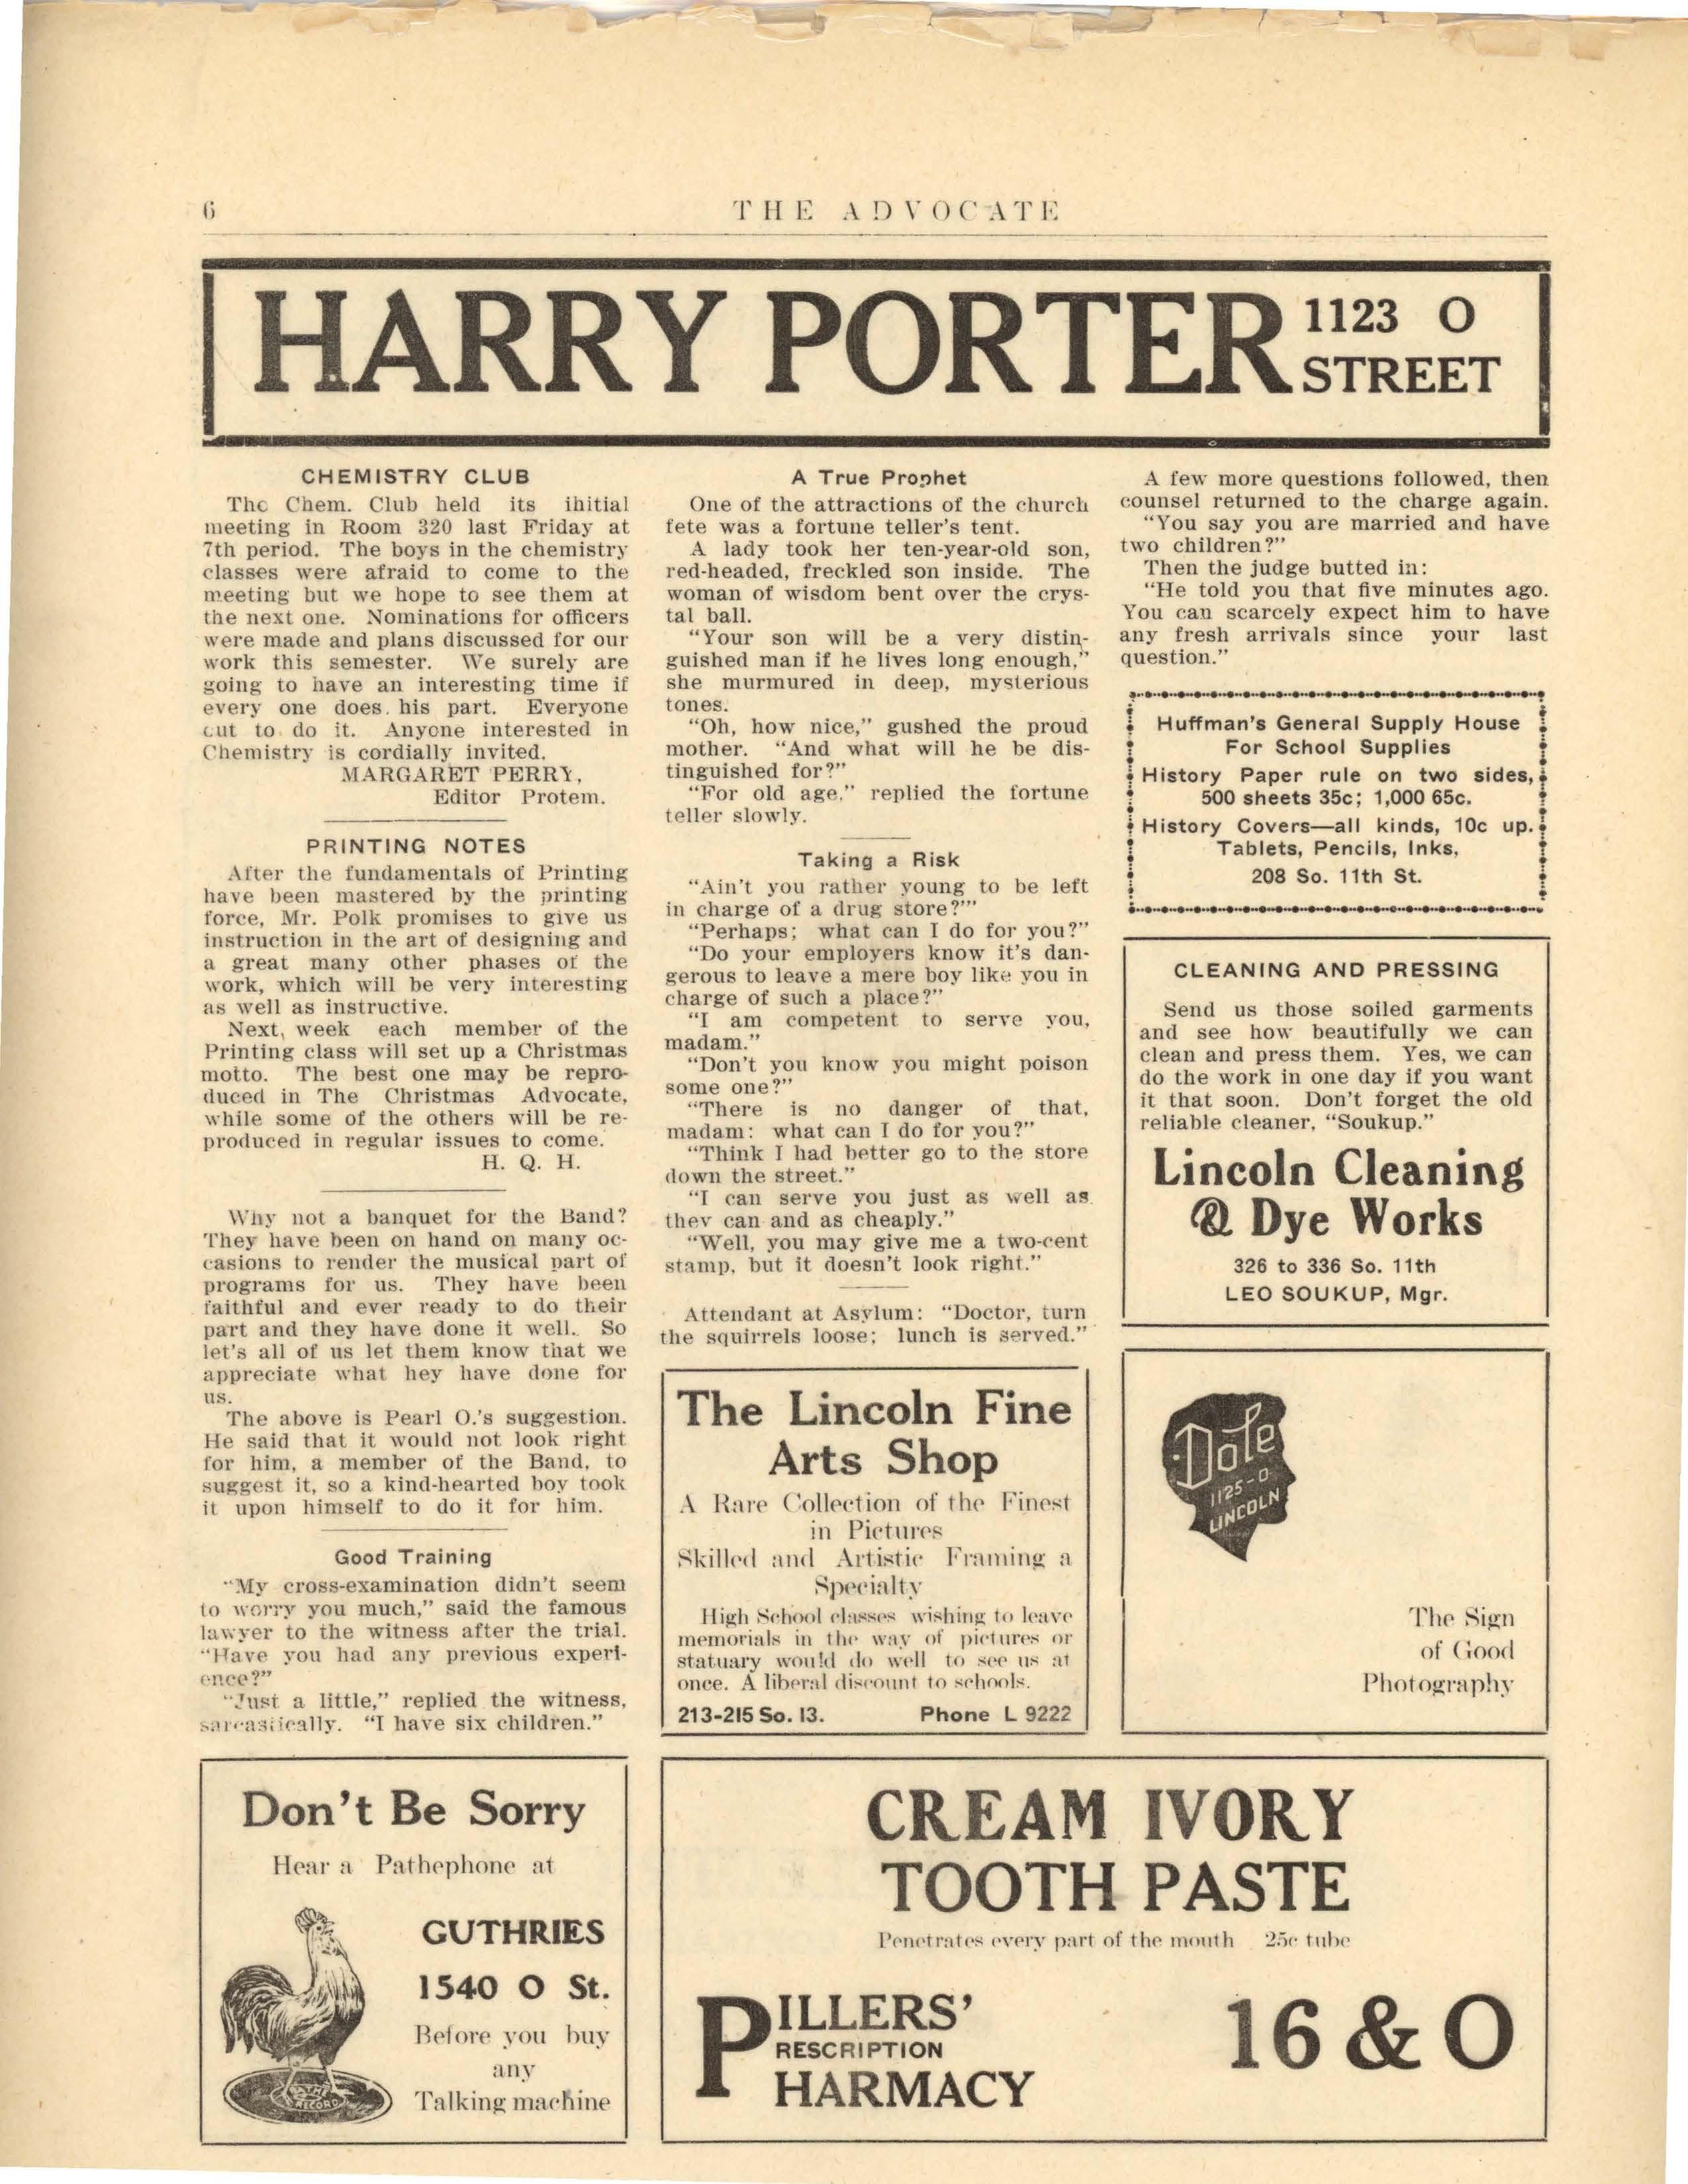 6
THE ADVOCATE
HARRY PORTER 1123 O
STREET
CHEMISTRY CLUB
The Chem. Club held its ihitial
meeting in Room 320 last Friday at
7th period. The boys in the chemistry
classes were afraid to come to the
meeting but we hope to see them at
the next one. Nominations for officers
were made and plans discussed for our
work this semester. We surely are
going to have an interesting time if
every one does his part. Everyone
cut to do it. Anyone interested in
Chemistry is cordially invited.
MARGARET PERRY,
Editor Protem.
PRINTING NOTES
After the fundamentals of Printing
have been mastered by the printing
force, Mr. Polk promises to give us
instruction in the art of designing and
a great many other phases of the
work, which will be very interesting
as well as instructive.
Next week each member of the
Printing class will set up a Christmas
motto. The best one may be repro-
duced in The Christmas Advocate,
while some of the others will be re-
produced in regular issues to come.
H. Q. H.
Why not a banquet for the Band?
They have been on hand on many oc-
casions to render the musical part of
programs for us. They have been
faithful and ever ready to do their
part and they have done it well. So
let's all of us let them know that we
appreciate what hey have done for
us.
The above is Pearl O.'s suggestion.
He said that it would not look right
for him, a member of the Band, to
suggest it, so a kind-hearted boy took
it upon himself to do it for him.
Good Training
"My cross-examination didn't seem
to worry you much," said the famous
lawyer to the witness after the trial.
"Have you had any previous experi-
ence?"
"Just a little," replied the witness,
sarcastically. "I have six children."
A True Prophet
One of the attractions of the church
fete was a fortune teller's tent.
A lady took her ten-year-old son,
red-headed, freckled son inside. The
woman of wisdom bent over the crys-
tal ball.
"Your son will be a very distin-
guished man if he lives long enough,"
she murmured in deep, mysterious
tones.
"Oh, how nice," gushed the proud
mother. "And what will he be dis-
tinguished for?"
"For old age," replied the fortune
teller slowly.
Taking a Risk
"Ain't you rather young to be left
in charge of a drug store?'"
"Perhaps; what can I do for you?"
"Do your employers know it's dan-
gerous to leave a mere boy like you in
charge of such a place?"
"I am competent to serve you,
madam."
"Don't you know you might poison
some one?"
"There is no danger of that,
madam: what can I do for you?"
"Think I had better go to the store
down the street."
"I can serve you just as well as
they can and as cheaply."
"Well, you may give me a two-cent
stamp, but it doesn't look right."
Attendant at Asylum: "Doctor, turn
the squirrels loose; lunch is served."
A few more questions followed, then
counsel returned to the charge again.
"You say you are married and have
two children?"
Then the judge butted in:
"He told you that five minutes ago.
You can scarcely expect him to have
any fresh arrivals since your last
question."
Huffman's General Supply House
For School Supplies
History Paper rule on two sides,
500 sheets 35c; 1,000 65c.
History Covers—all kinds, 10c up.
Tablets, Pencils, Inks,
208 So. 11th St.
CLEANING AND PRESSING
Send us those soiled garments
and see how beautifully we can
clean and press them. Yes, we can
do the work in one day if you want
it that soon. Don't forget the old
reliable cleaner, "Soukup."
Lincoln Cleaning
& Dye Works
326 to 336 So. 11th
LEO SOUKUP, Mgr.
The Lincoln Fine
Arts Shop
A Rare Collection of the Finest
in Pictures
Skilled and Artistic Framing a
Specialty
High School classes wishing to leave
memorials in the way of pictures or
statuary would do well to see us at
once. A liberal discount to schools.
213-215 So. 13. Phone L 9222
Dole
1125-O
LINCOLN
The Sign
of Good
Photography
Don't Be Sorry
Hear a Pathephone at
GUTHRIES
1540 O St.
Before you buy
any
Talking machine
PATHE
RECORD
CREAM IVORY
TOOTH PASTE
Penetrates every part of the mouth 25c tube
PILLERS'
PRESCRIPTION
PHARMACY
16 & O